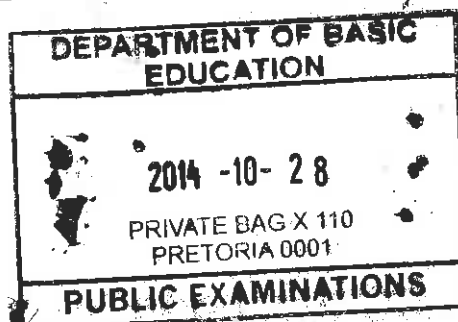 DEPARTMENT OF BASIC
EDUCATION
2014 -10- 28
PRIVATE BAG X 110
PRETORIA 0001
PUBLIC EXAMINATIONS